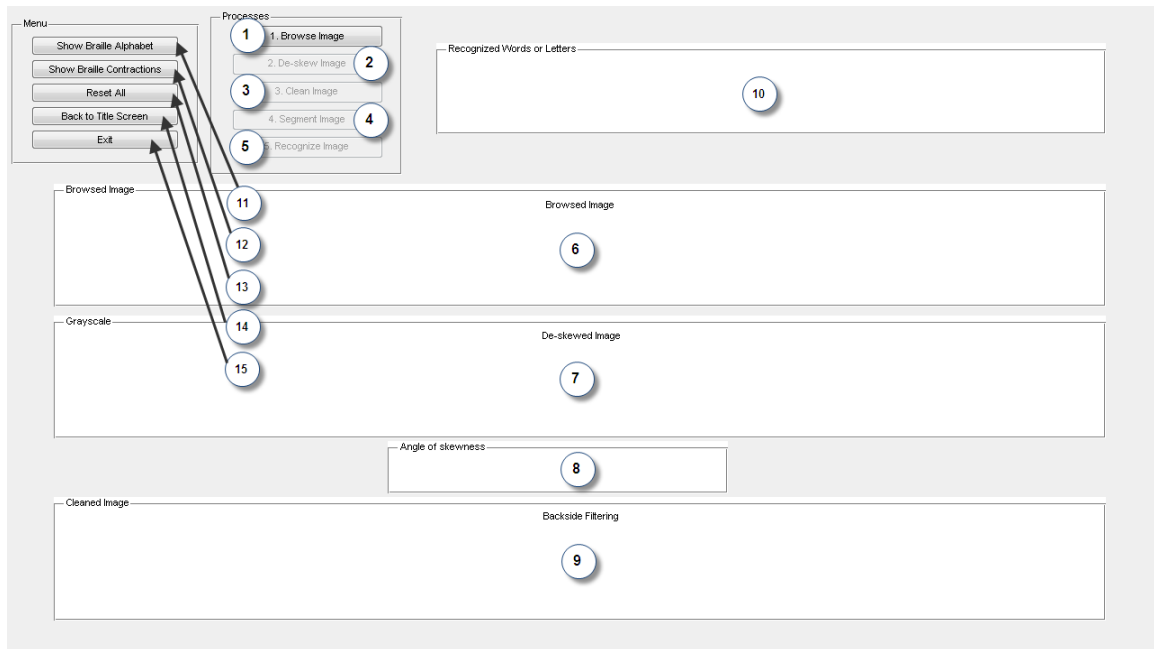 Menu
Show Braille Alphabet
Show Braille Contractions
Reset All
Back to Title Screen
Exit
Processes
1
1. Browse Image
2. De-skew Image
2
3
3. Clean Image
4. Segment Image
4
5
5. Recognize Image
Recognized Words or Letters
10
Browsed Image
Browsed Image
11
6
12
13
Grayscale
14
De-skewed Image
15
7
Angle of skewness
8
Cleaned Image
Backside Filtering
9